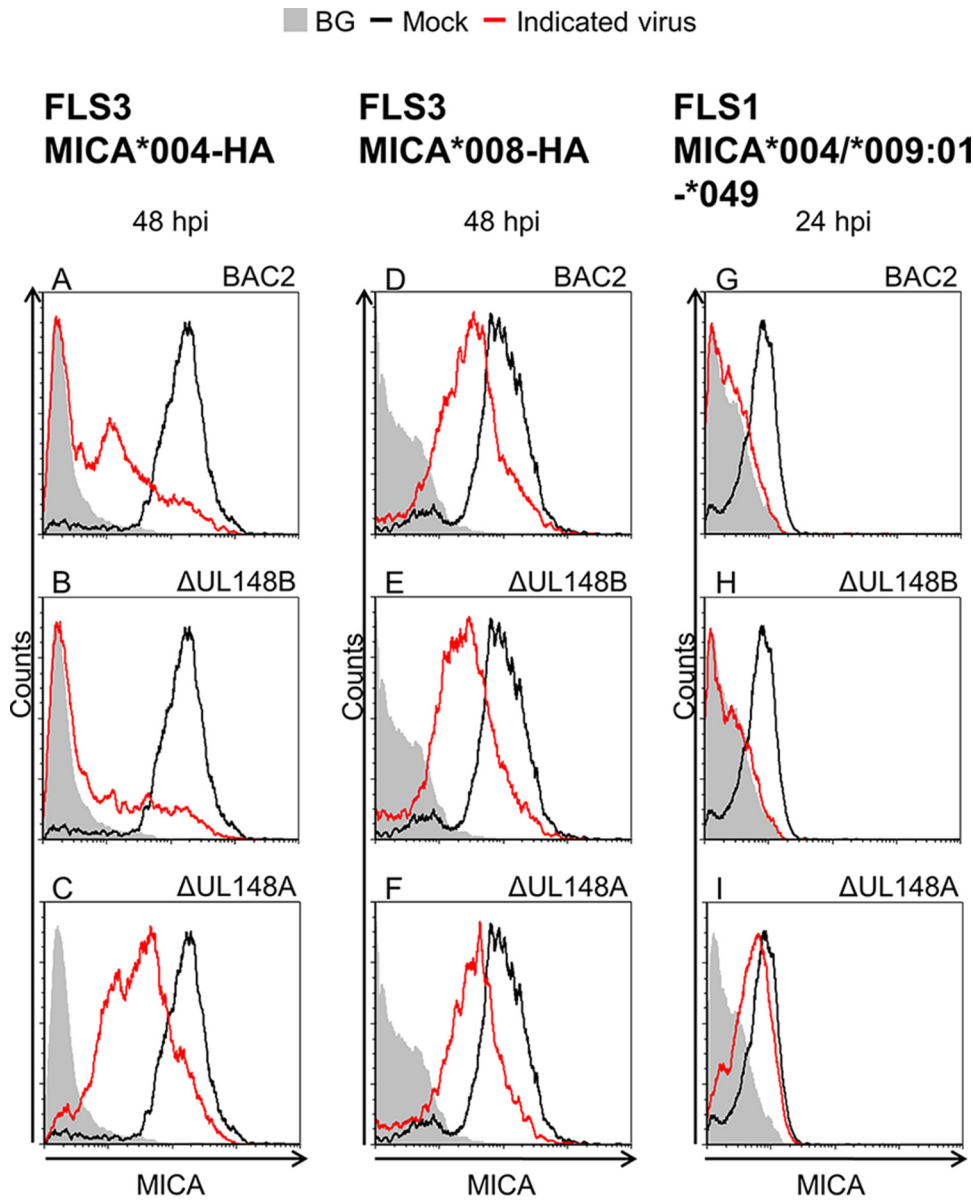 BG Mock Indicated virus
FLS3
MICA*004-HA
48 hpi
FLS3
MICA*008-HA
48 hpi
FLS1
MICA*004/*009:01
-*049
24 hpi
A BAC2
D BAC2
G BAC2
B ΔUL148B
E ΔUL148B
H ΔUL148B
Counts
Counts
Counts
C ΔUL148A
F ΔUL148A
I ΔUL148A
MICA
MICA
MICA